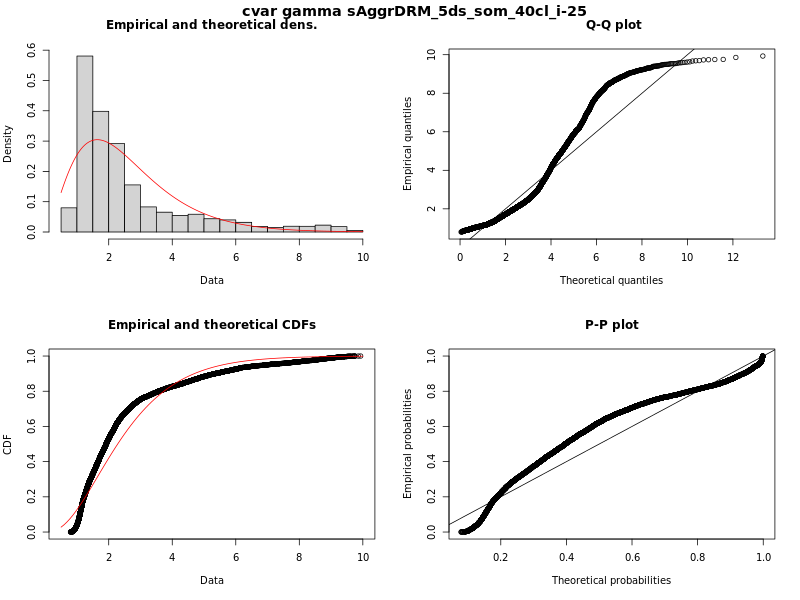 cvar gamma sAggrDRM_5ds_som_40cl_i-25
Empirical and theoretical dens.
Density
0.0 0.1 0.2 0.3 0.4 0.5 0.6
2 4 6 8 10
Data
Q-Q plot
Empirical quantiles
2 4 6 8 10
0 2 4 6 8 10 12
Theoretical quantiles
Empirical and theoretical CDFs
CDF
0.0 0.2 0.4 0.6 0.8 1.0
2 4 6 8 10
Data
P-P plot
Empirical probabilities
0.0 0.2 0.4 0.6 0.8 1.0
0.2 0.4 0.6 0.8 1.0
Theoretical probabilities